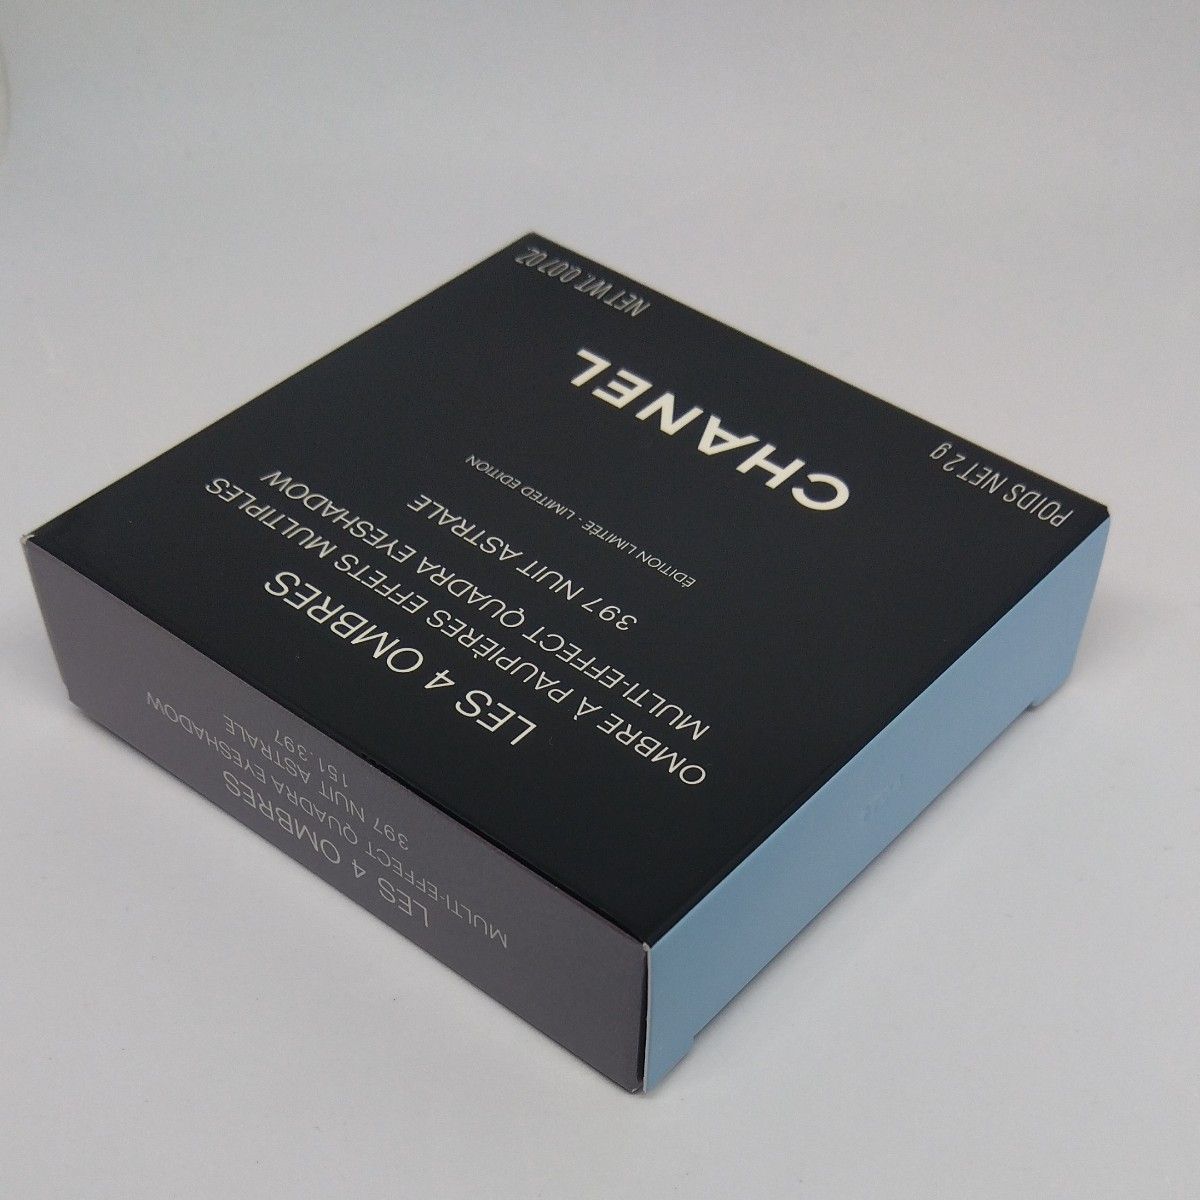 POIDS NET 2 g
NET WT. 0.07 OZ.
CHANEL
ÉDITION LIMITÉE - LIMITED EDITION
397 NUIT ASTRALE
MULTI-EFFECT QUADRA EYESHADOW
OMBRE À PAUPIÈRES EFFETS MULTIPLES
LES 4 OMBRES
LES 4 OMBRES
MULTI-EFFECT QUADRA EYESHADOW
397 NUIT ASTRALE
151.397